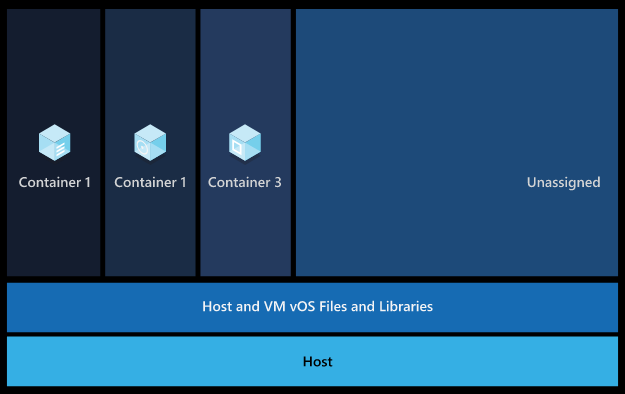 Container 1
Container 1
Container 3
Unassigned
Host and VM vOS Files and Libraries
Host